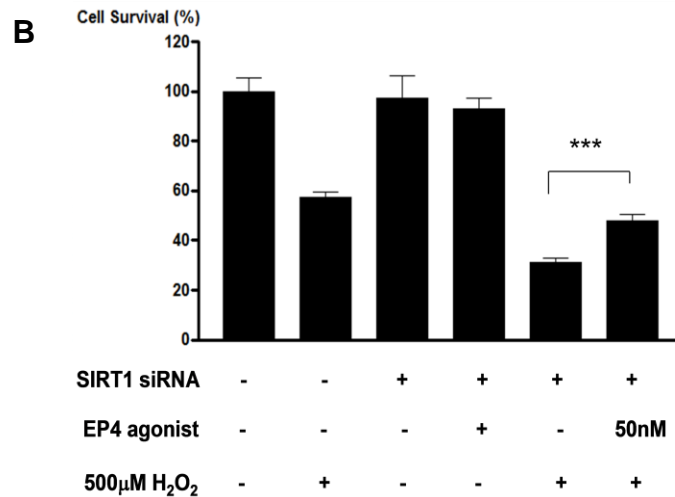 Cell Survival (%)
B
120
100
80
60
40
20
0
***
SIRT1 siRNA - - + + + +
EP4 agonist - - - + - 50nM
500μM H₂O₂ - + - - + +